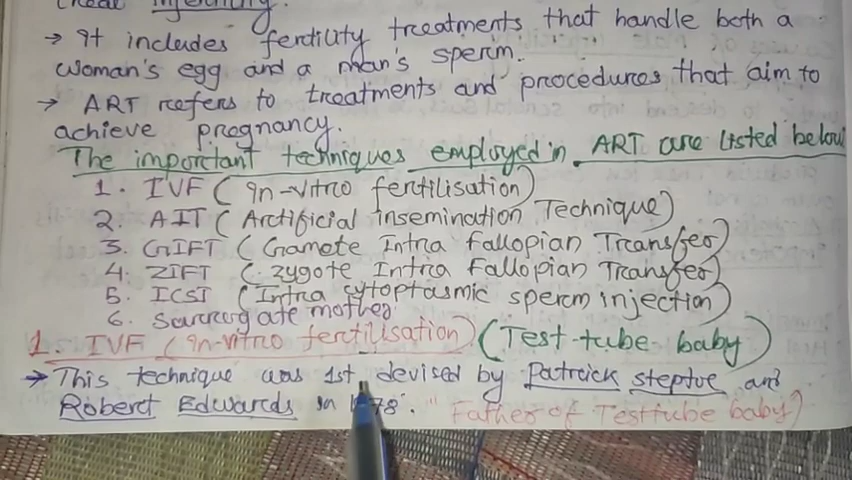 → It includes fertility treatments that handle both a
woman's egg and a man's sperm.
→ ART refers to treatments and procedures that aim to
achieve pregnancy.
The important techniques employed in ART are listed below
1. IVF (In-vitro fertilisation)
2. AIT (Artificial insemination Technique)
3. GIFT (Gamete Intra fallopian Transfer)
4. ZIFT (Zygote Intra Fallopian Transfer)
5. ICSI (Intra cytoplasmic sperm injection)
6. Surrogate mother
1. IVF (In-vitro fertilisation) (Test-tube baby)
→ This technique was 1st devised by Patrick steptoe and
Robert Edwards in 78. "Father of Testtube baby)